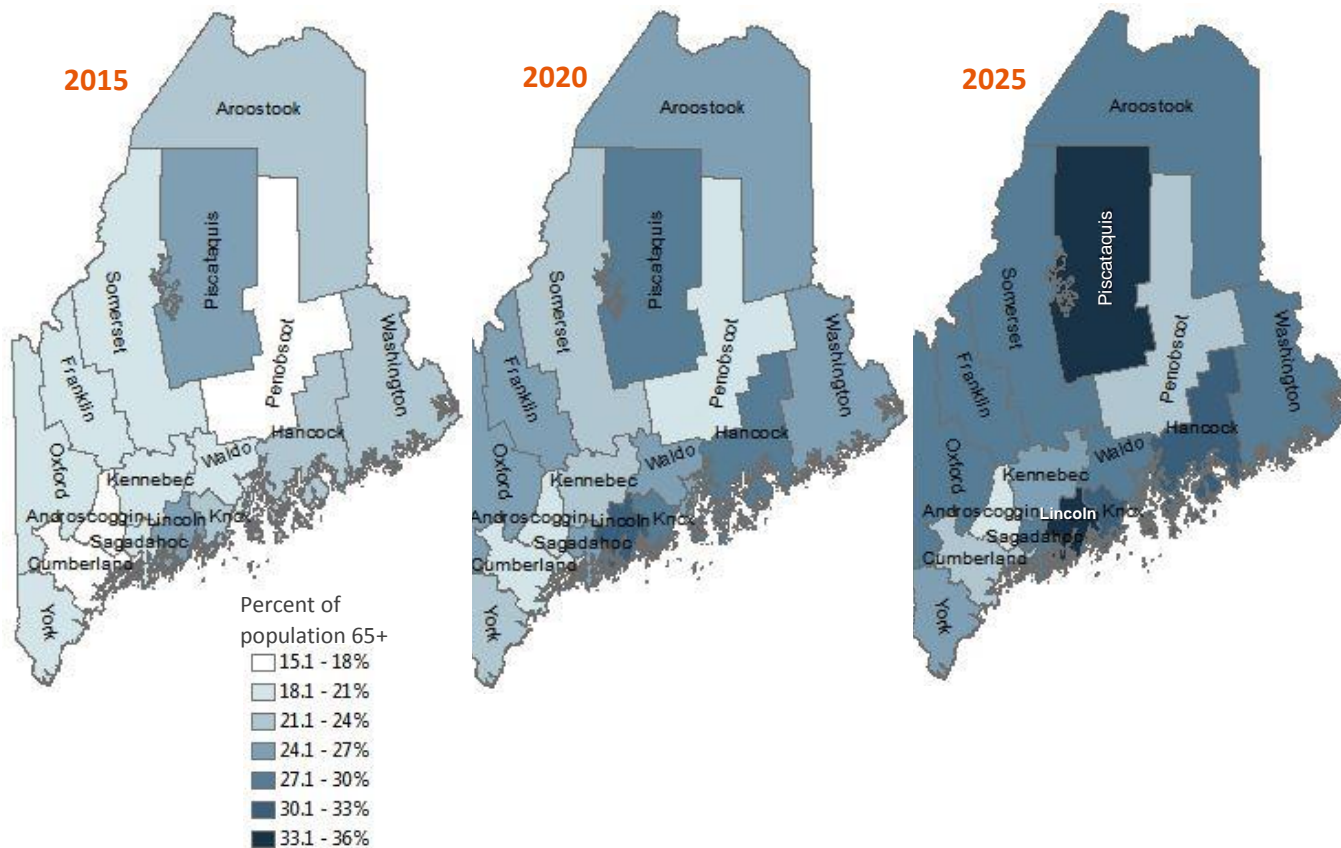 2015
Aroostook
Piscataquis
Somerset
Penobscot
Washington
Franklin
Hancock
Oxford
Waldo
Kennebec
Androscoggin
Lincoln
Knox
Sagadahoc
Cumberland
York
2020
Aroostook
Piscataquis
Somerset
Penobscot
Washington
Franklin
Hancock
Oxford
Waldo
Kennebec
Androscoggin
Lincoln
Knox
Sagadahoc
Cumberland
York
2025
Aroostook
Piscataquis
Somerset
Penobscot
Washington
Franklin
Hancock
Oxford
Waldo
Kennebec
Androscoggin
Lincoln
Knox
Sagadahoc
Cumberland
York
Percent of
population 65+
15.1 - 18%
18.1 - 21%
21.1 - 24%
24.1 - 27%
27.1 - 30%
30.1 - 33%
33.1 - 36%